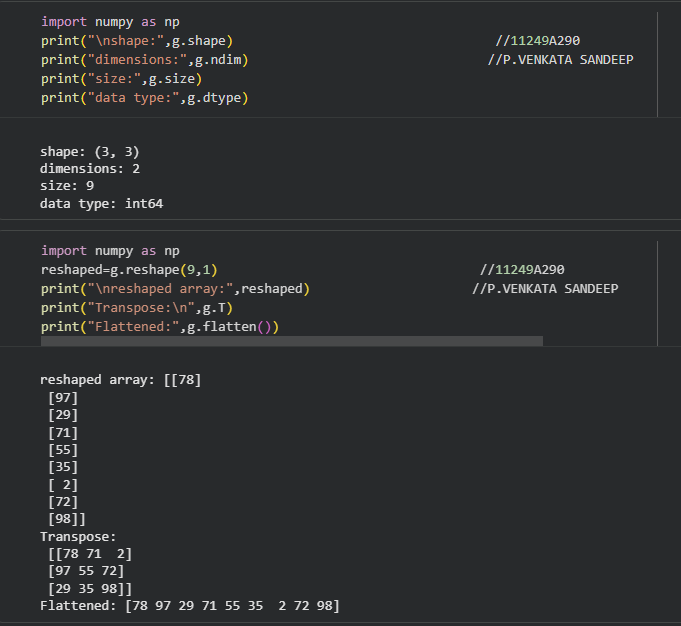 import numpy as np
print("\nshape:",g.shape) //11249A290
print("dimensions:",g.ndim) //P.VENKATA SANDEEP
print("size:",g.size)
print("data type:",g.dtype)
shape: (3, 3)
dimensions: 2
size: 9
data type: int64
import numpy as np
reshaped=g.reshape(9,1) //11249A290
print("\nreshaped array:",reshaped) //P.VENKATA SANDEEP
print("Transpose:\n",g.T)
print("Flattened:",g.flatten())
reshaped array: [[78]
 [97]
 [29]
 [71]
 [55]
 [35]
 [ 2]
 [72]
 [98]]
Transpose:
 [[78 71  2]
 [97 55 72]
 [29 35 98]]
Flattened: [78 97 29 71 55 35  2 72 98]